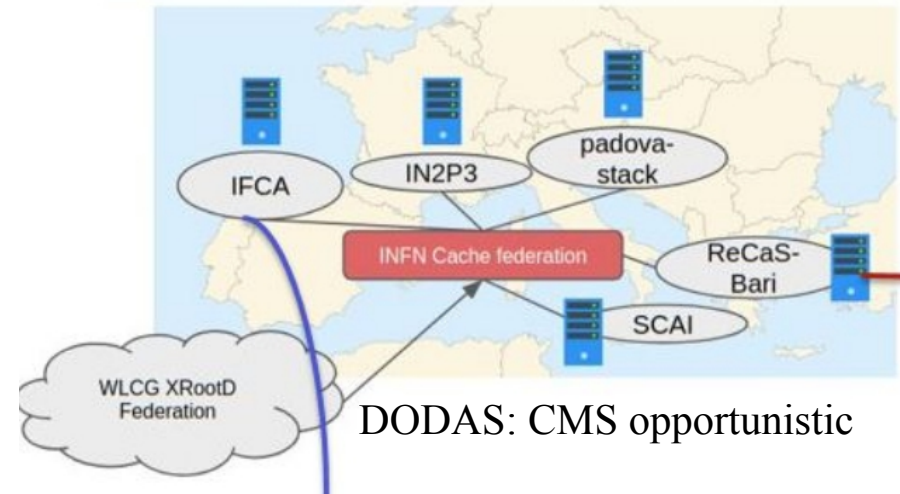 IFCA
IN2P3
padova-
stack
INFN Cache federation
ReCaS-
Bari
SCAI
WLCG XRootD
Federation
DODAS: CMS opportunistic